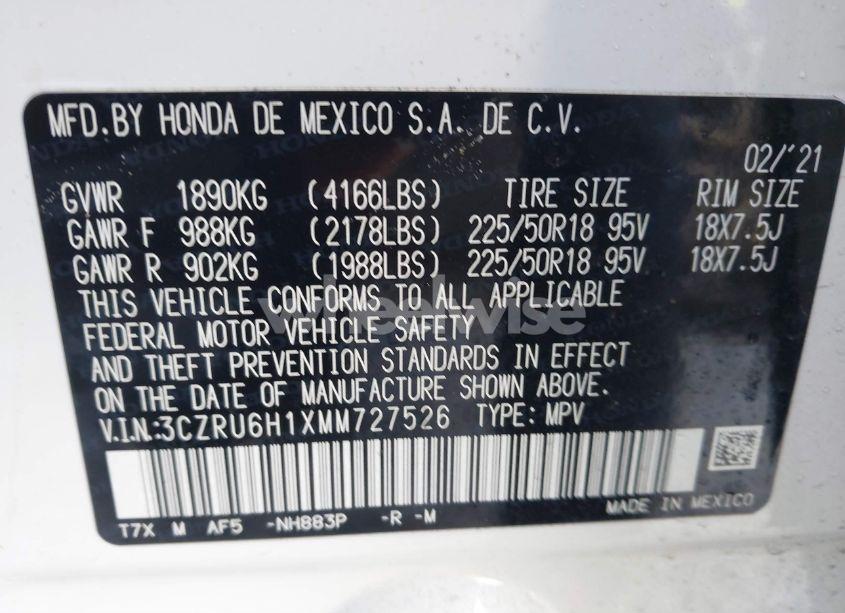 MFD.BY HONDA DE MEXICO S.A. DE C.V.
02/'21
GVWR 1890KG (4166LBS) TIRE SIZE RIM SIZE
GAWR F 988KG (2178LBS) 225/50R18 95V 18X7.5J
GAWR R 902KG (1988LBS) 225/50R18 95V 18X7.5J
THIS VEHICLE CONFORMS TO ALL APPLICABLE
FEDERAL MOTOR VEHICLE SAFETY
AND THEFT PREVENTION STANDARDS IN EFFECT
ON THE DATE OF MANUFACTURE SHOWN ABOVE.
V.I.N.:3CZRU6H1XMM727526 TYPE: MPV
T7X M AF5 -NH883P -R -M
MADE IN MEXICO
wheelwise